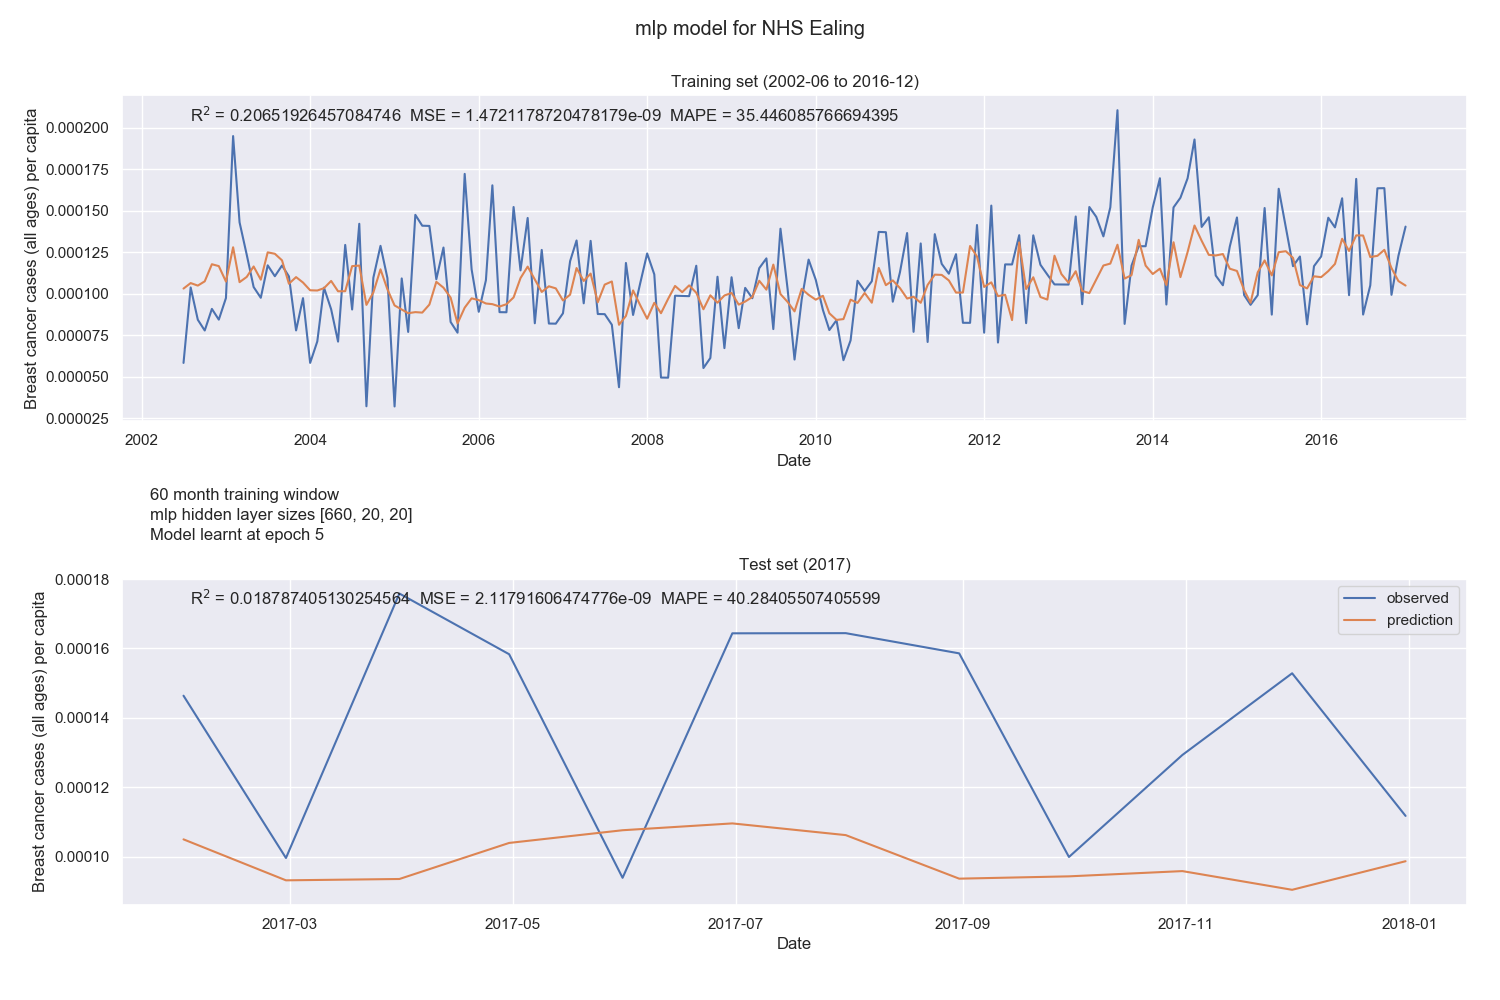 mlp model for NHS Ealing
Training set (2002-06 to 2016-12)
R² = 0.20651926457084746 MSE = 1.4721178720478179e-09 MAPE = 35.446085766694395
Breast cancer cases (all ages) per capita
0.000200
0.000175
0.000150
0.000125
0.000100
0.000075
0.000050
0.000025
2002 2004 2006 2008 2010 2012 2014 2016
Date
60 month training window
mlp hidden layer sizes [660, 20, 20]
Model learnt at epoch 5
Test set (2017)
R² = 0.018787405130254564 MSE = 2.11791606474776e-09 MAPE = 40.28405507405599
observed
prediction
Breast cancer cases (all ages) per capita
0.00018
0.00016
0.00014
0.00012
0.00010
2017-03 2017-05 2017-07 2017-09 2017-11 2018-01
Date